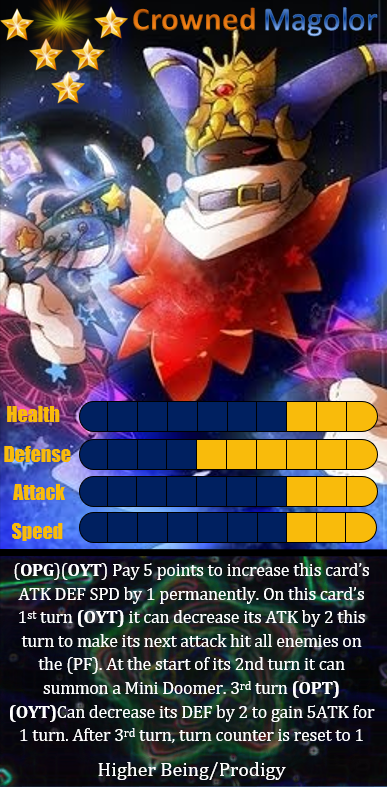 Crowned Magolor
Health
Defense
Attack
Speed
(OPG)(OYT) Pay 5 points to increase this card's
ATK DEF SPD by 1 permanently. On this card's
1st turn (OYT) it can decrease its ATK by 2 this
turn to make its next attack hit all enemies on
the (PF). At the start of its 2nd turn it can
summon a Mini Doomer. 3rd turn (OPT)
(OYT)Can decrease its DEF by 2 to gain 5ATK for
1 turn. After 3rd turn, turn counter is reset to 1
Higher Being/Prodigy